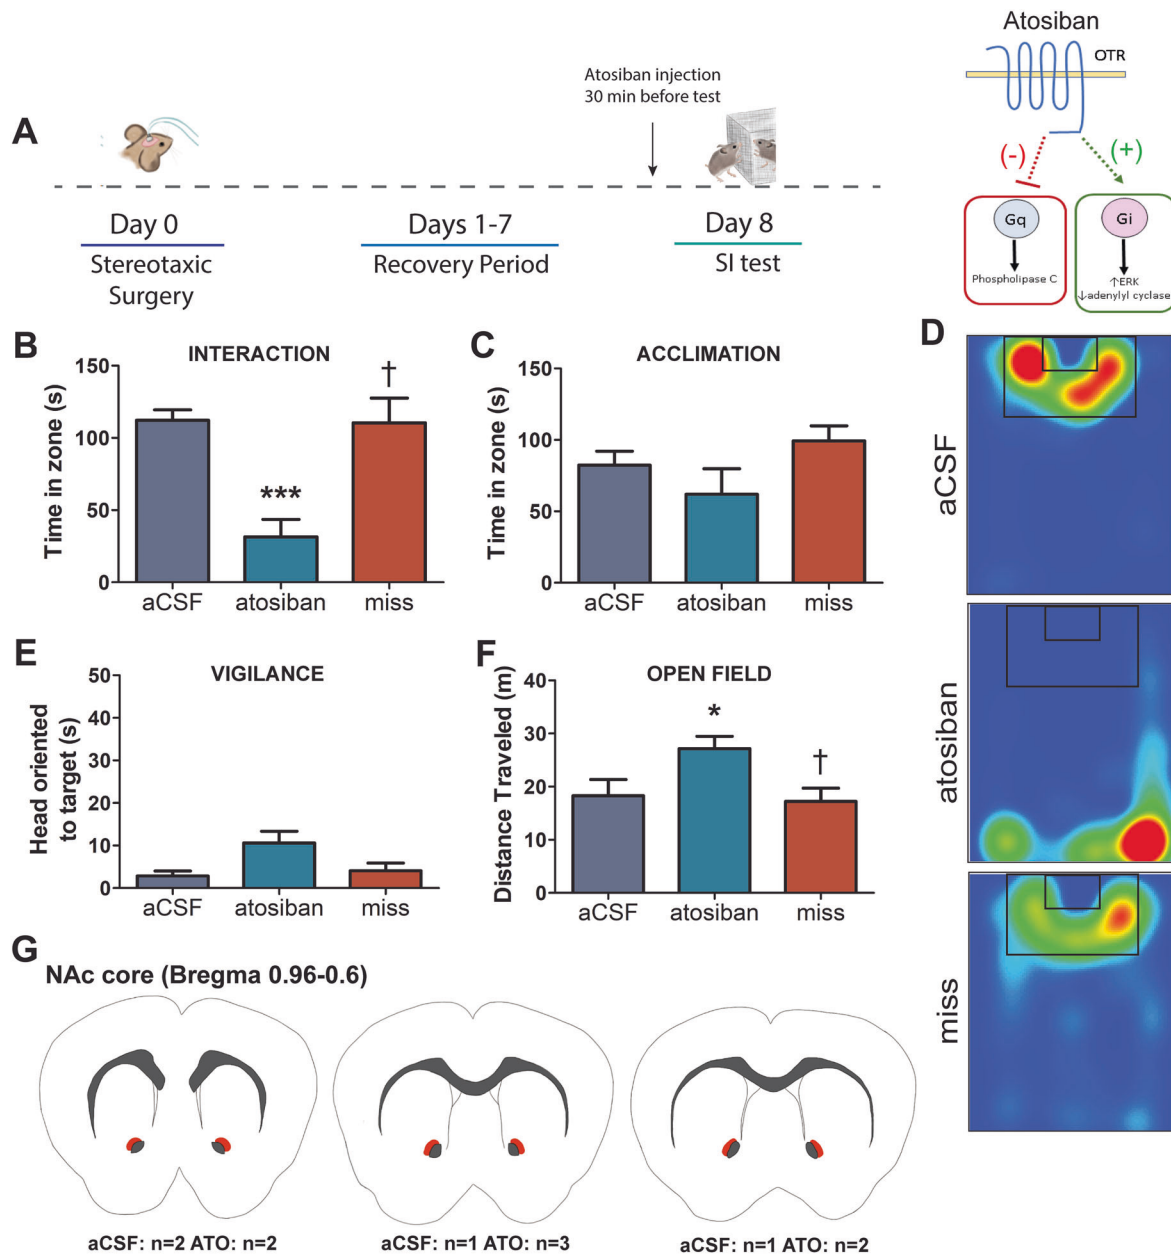 Atosiban
OTR
(-)
(+)
Gq
Gi
Phospholipase C
↑ERK
↓adenylyl cyclase
A
Atosiban injection
30 min before test
Day 0
Days 1-7
Day 8
Stereotaxic
Surgery
Recovery Period
SI test
B
INTERACTION
Time in zone (s)
150
100
50
0
***
†
aCSF
atosiban
miss
C
ACCLIMATION
Time in zone (s)
150
100
50
0
aCSF
atosiban
miss
D
aCSF
atosiban
miss
E
VIGILANCE
Head oriented
to target (s)
50
40
30
20
10
0
aCSF
atosiban
miss
F
OPEN FIELD
Distance Traveled (m)
40
30
20
10
0
*
†
aCSF
atosiban
miss
G
NAc core (Bregma 0.96-0.6)
aCSF: n=2 ATO: n=2
aCSF: n=1 ATO: n=3
aCSF: n=1 ATO: n=2